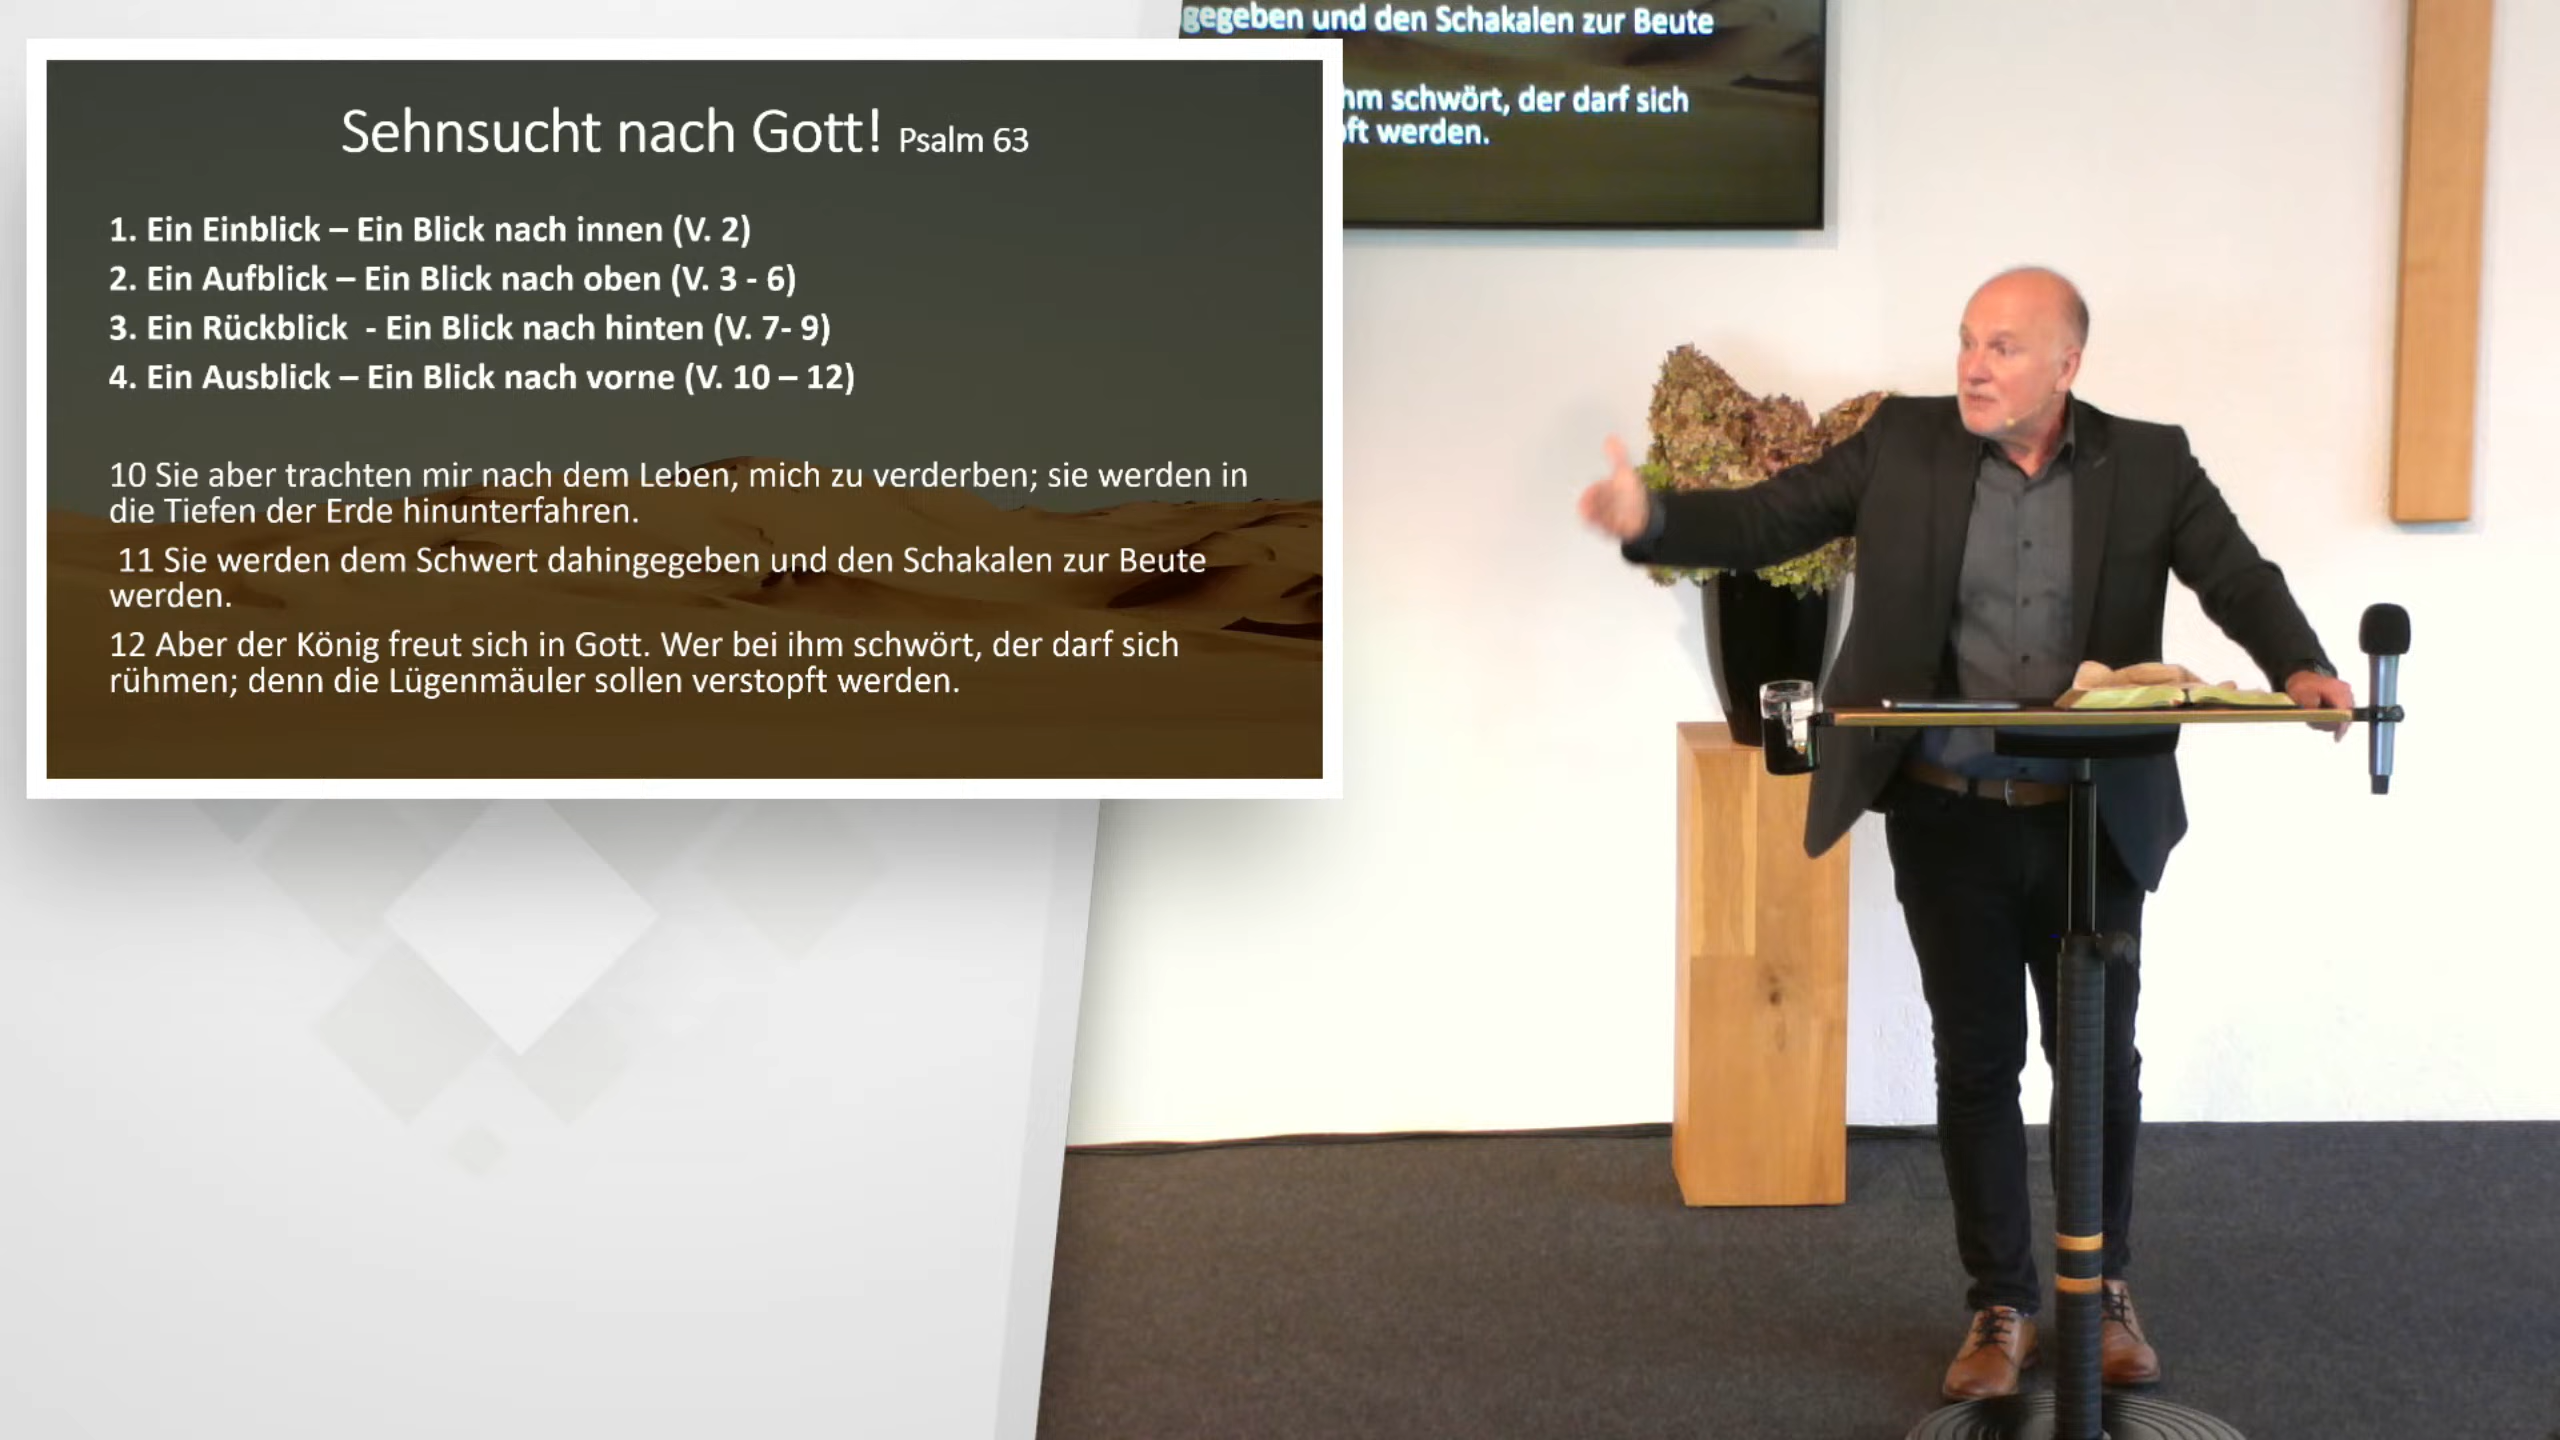 Sehnsucht nach Gott! Psalm 63
1. Ein Einblick – Ein Blick nach innen (V. 2)
2. Ein Aufblick – Ein Blick nach oben (V. 3 - 6)
3. Ein Rückblick  - Ein Blick nach hinten (V. 7- 9)
4. Ein Ausblick – Ein Blick nach vorne (V. 10 – 12)
10 Sie aber trachten mir nach dem Leben, mich zu verderben; sie werden in
die Tiefen der Erde hinunterfahren.
11 Sie werden dem Schwert dahingegeben und den Schakalen zur Beute
werden.
12 Aber der König freut sich in Gott. Wer bei ihm schwört, der darf sich
rühmen; denn die Lügenmäuler sollen verstopft werden.
gegeben und den Schakalen zur Beute
hm schwört, der darf sich
ft werden.